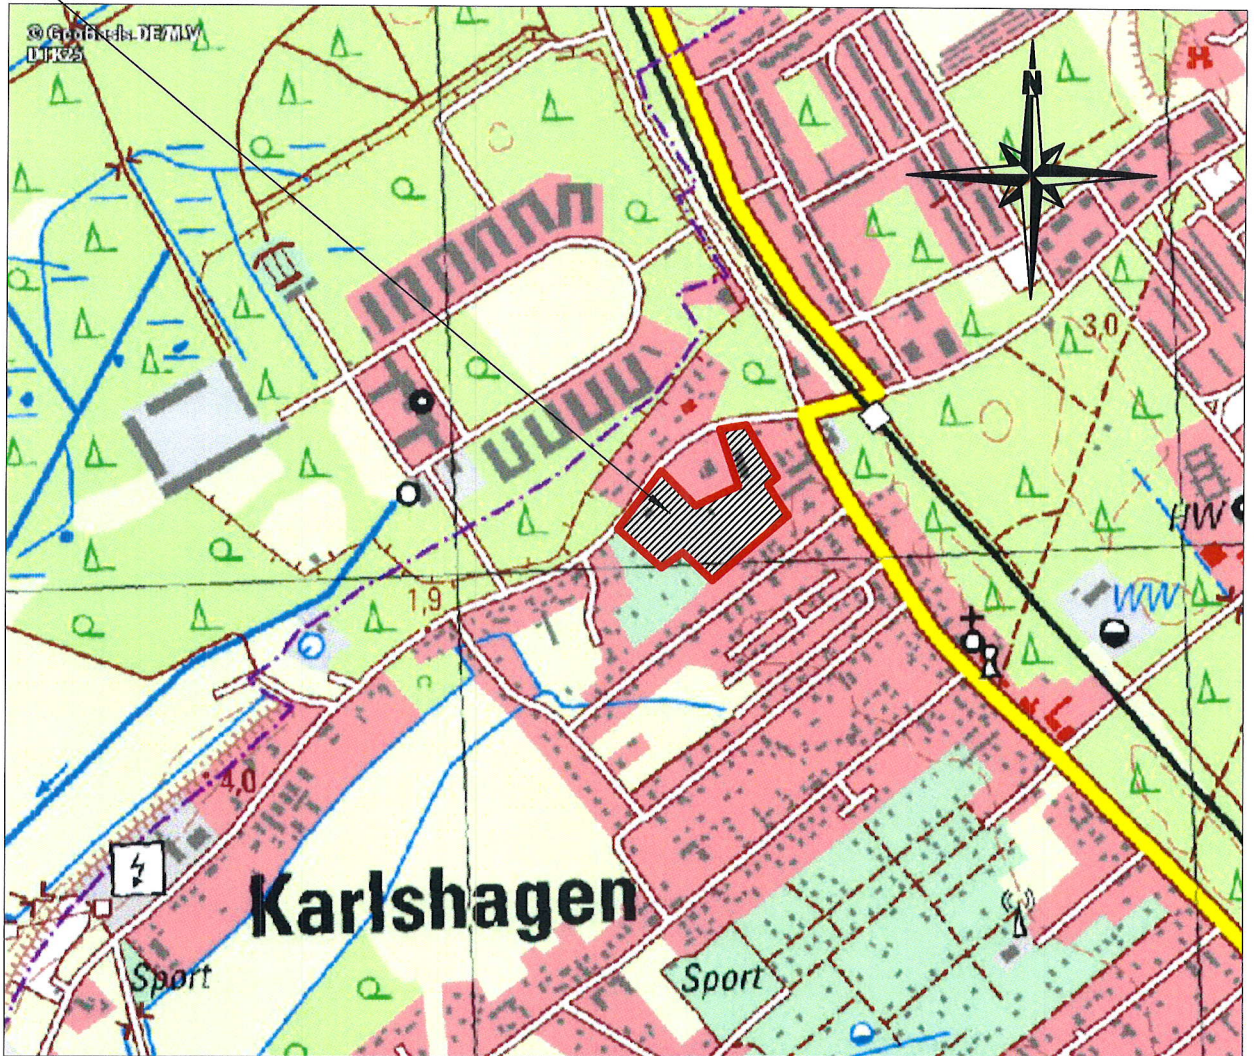 © GeoBasis-DE/M-V
DTK25
N
3,0
HW
1,9
WW
4,0
Karlshagen
Sport
Sport